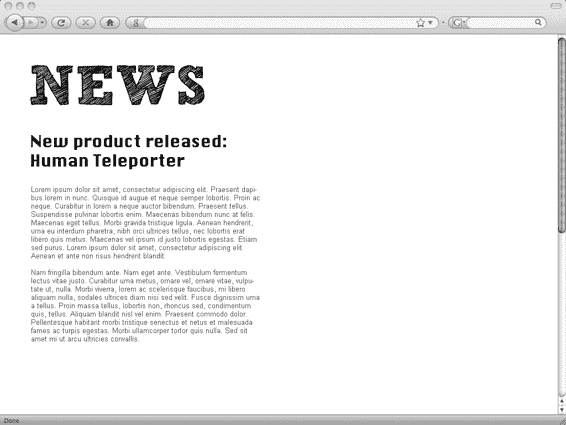 NEWS
New product released:
Human Teleporter
Lorem ipsum dolor sit amet, consectetur adipiscing elit. Praesent dapi-
bus lorem in nunc. Quisque id augue et neque semper lobortis. Proin ac
neque. Curabitur in lorem a neque auctor bibendum. Praesent tellus.
Suspendisse pulvinar lobortis enim. Maecenas bibendum nunc at felis.
Maecenas eget tellus. Morbi gravida tristique ligula. Aenean hendrerit,
urna eu interdum pharetra, nibh orci ultrices tellus, nec lobortis erat
libero quis metus. Maecenas vel ipsum id justo lobortis egestas. Etiam
sed purus. Lorem ipsum dolor sit amet, consectetur adipiscing elit.
Aenean et ante non risus hendrerit blandit.
Nam fringilla bibendum ante. Nam eget ante. Vestibulum fermentum
lectus vitae justo. Curabitur urna metus, ornare vel, ornare vitae, vulpu-
tate ut, nulla. Morbi viverra, lorem ac scelerisque faucibus, mi libero
aliquam nulla, sodales ultrices diam nisi sed velit. Fusce dignissim urna
a tellus. Proin massa tellus, lobortis non, rhoncus sed, condimentum
quis, tellus. Aliquam blandit nisl vel enim. Praesent commodo dolor.
Pellentesque habitant morbi tristique senectus et netus et malesuada
fames ac turpis egestas. Morbi ullamcorper tortor quis nulla. Sed sit
amet mi ut arcu ultricies convallis.
Done